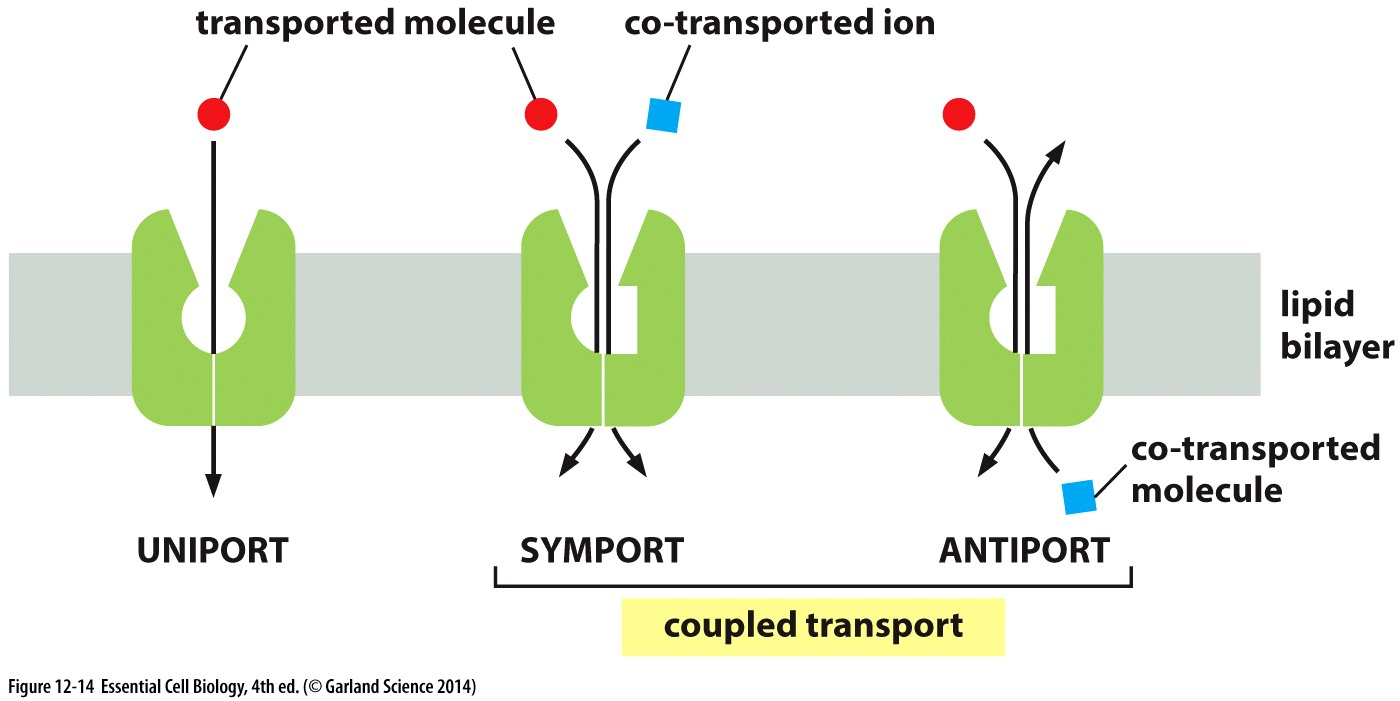 transported molecule
co-transported ion
lipid
bilayer
co-transported
molecule
UNIPORT
SYMPORT
ANTIPORT
coupled transport
Figure 12-14 Essential Cell Biology, 4th ed. (© Garland Science 2014)